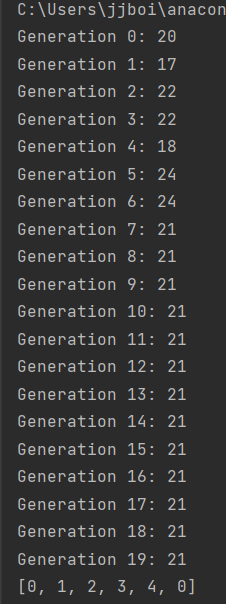 C:\Users\jjboi\anacon
Generation 0: 20
Generation 1: 17
Generation 2: 22
Generation 3: 22
Generation 4: 18
Generation 5: 24
Generation 6: 24
Generation 7: 21
Generation 8: 21
Generation 9: 21
Generation 10: 21
Generation 11: 21
Generation 12: 21
Generation 13: 21
Generation 14: 21
Generation 15: 21
Generation 16: 21
Generation 17: 21
Generation 18: 21
Generation 19: 21
[0, 1, 2, 3, 4, 0]